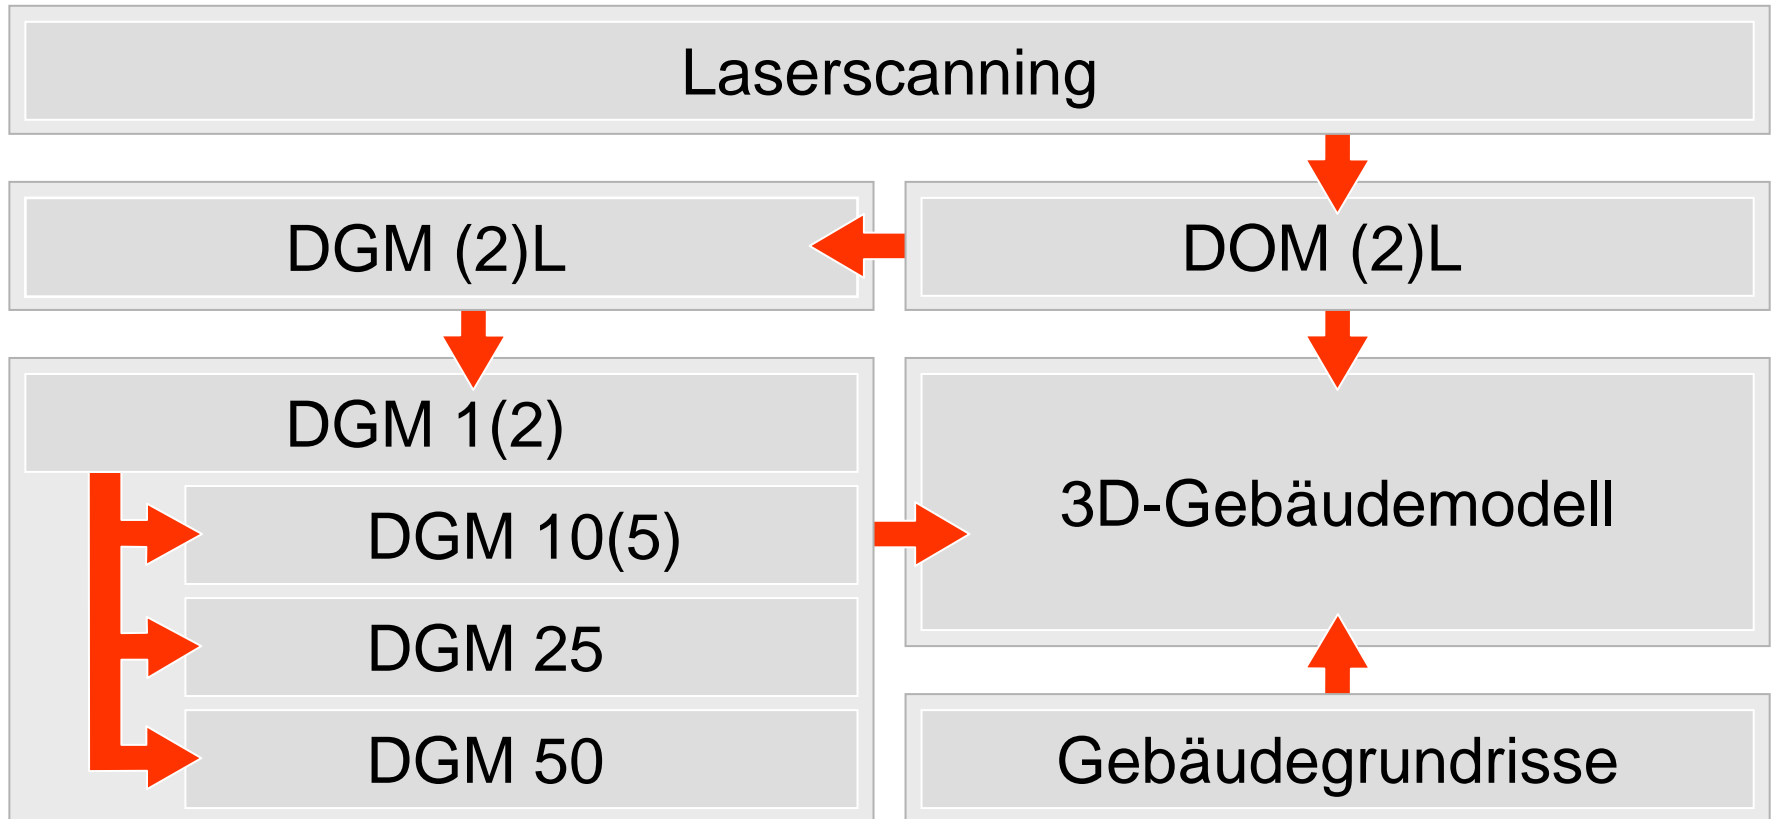 Laserscanning
DGM (2)L
DOM (2)L
DGM 1(2)
DGM 10(5)
DGM 25
DGM 50
3D-Gebäudemodell
Gebäudegrundrisse